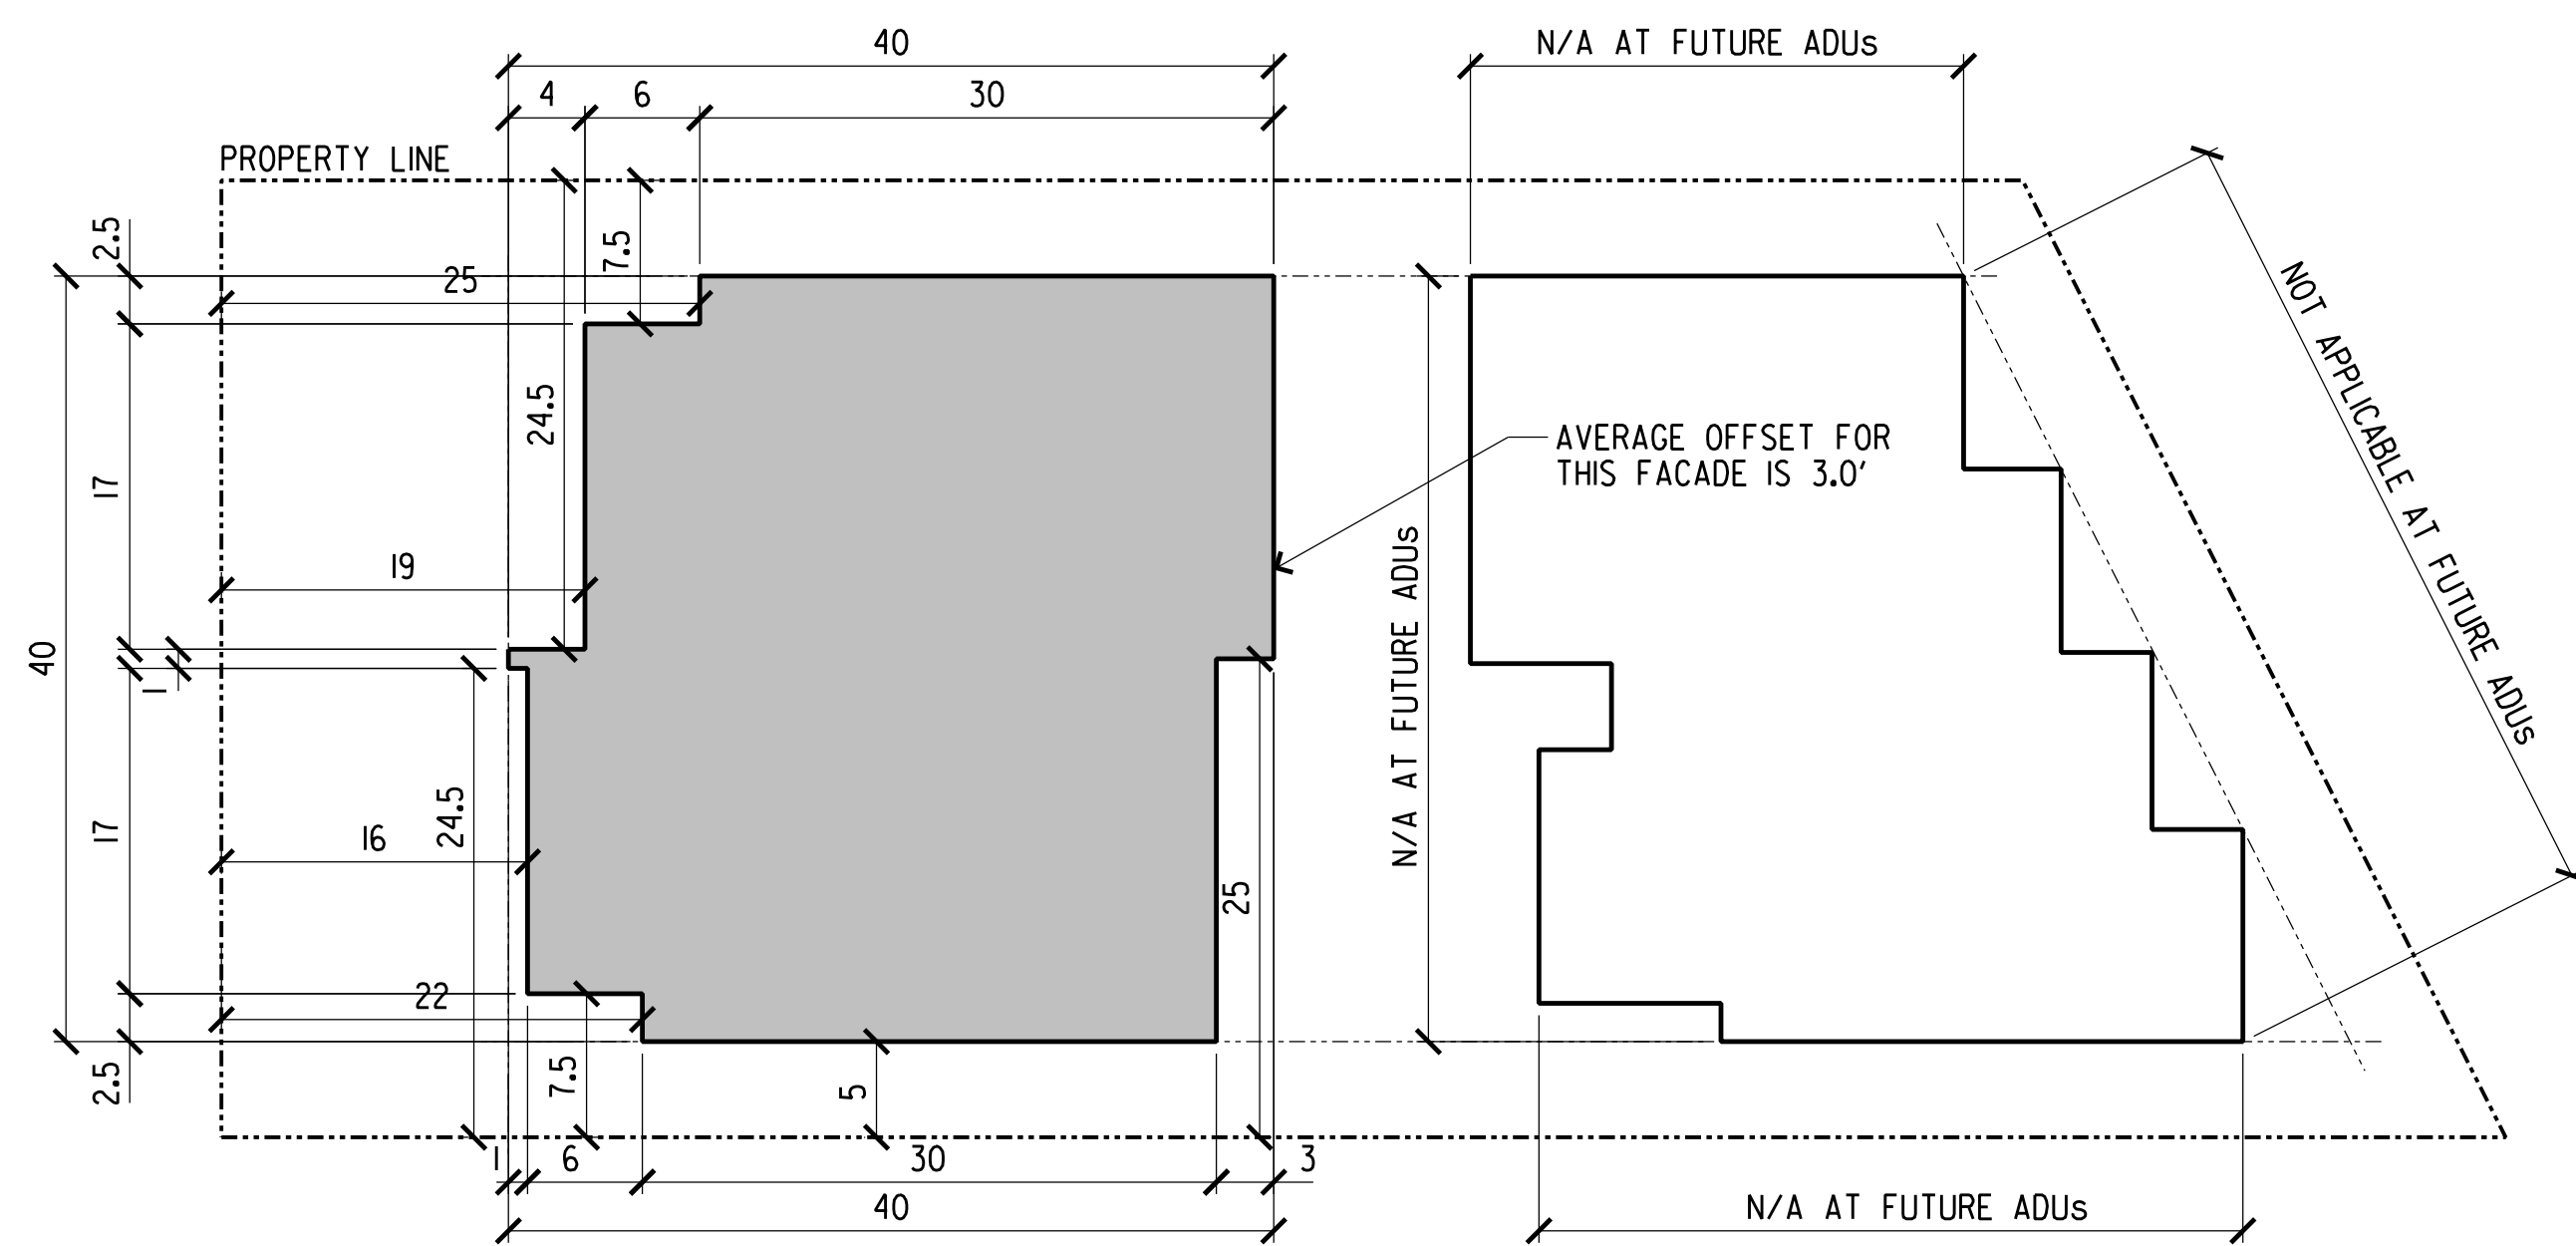 40
N/A AT FUTURE ADUs
4 6 30
PROPERTY LINE
2.5
7.5
25
NOT APPLICABLE AT FUTURE ADUs
24.5
AVERAGE OFFSET FOR
THIS FACADE IS 3.0'
17
19
N/A AT FUTURE ADUs
40
1
17
16
24.5
25
22
2.5
7.5
5
1 6 30 3
40
N/A AT FUTURE ADUs